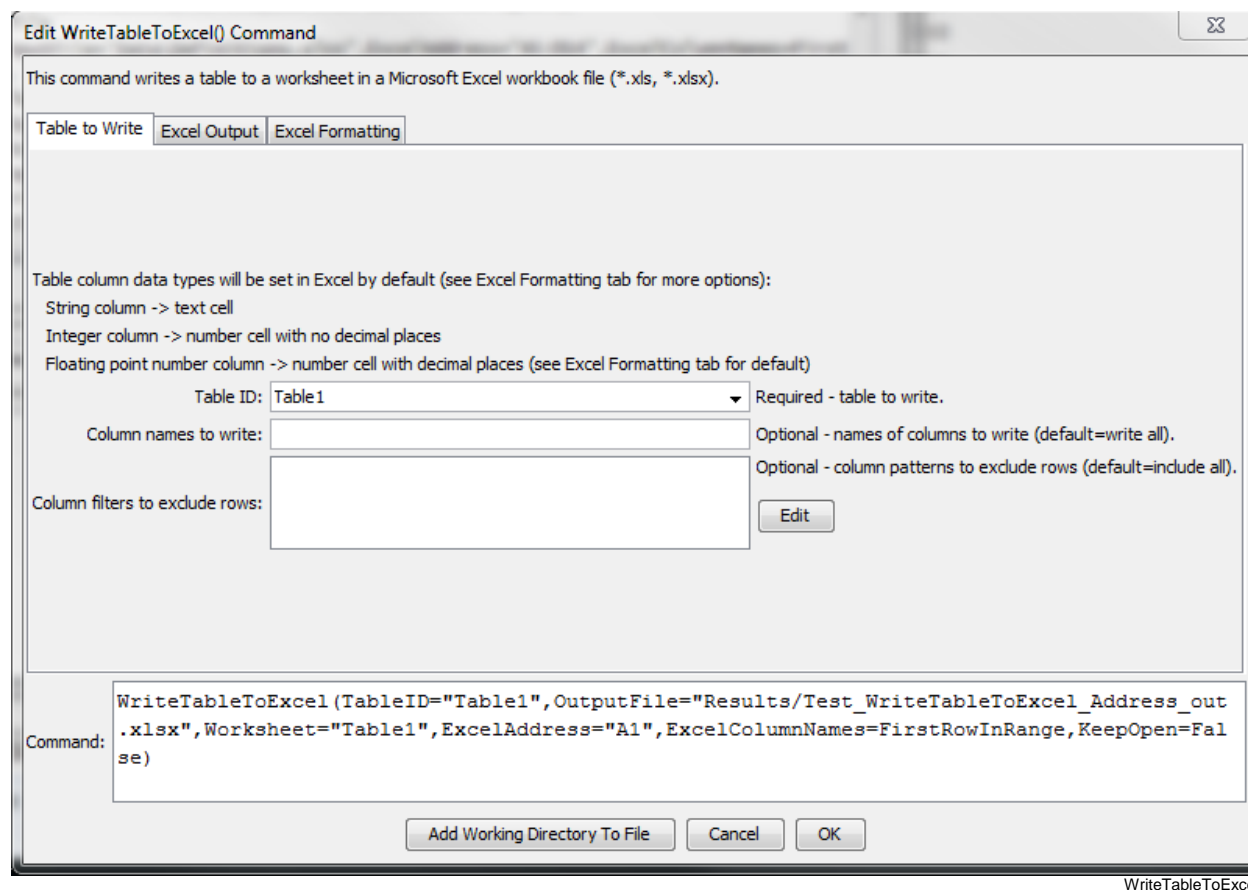 Edit WriteTableToExcel() Command
This command writes a table to a worksheet in a Microsoft Excel workbook file (*.xls, *.xlsx).
Table to Write Excel Output Excel Formatting
Table column data types will be set in Excel by default (see Excel Formatting tab for more options):
String column -> text cell
Integer column -> number cell with no decimal places
Floating point number column -> number cell with decimal places (see Excel Formatting tab for default)
Table ID: Table1 Required - table to write.
Column names to write: Optional - names of columns to write (default=write all).
Optional - column patterns to exclude rows (default=include all).
Column filters to exclude rows: Edit
WriteTableToExcel(TableID="Table1",OutputFile="Results/Test_WriteTableToExcel_Address_out
Command: .xlsx",Worksheet="Table1",ExcelAddress="A1",ExcelColumnNames=FirstRowInRange,KeepOpen=Fal
se)
Add Working Directory To File Cancel OK
WriteTableToExc